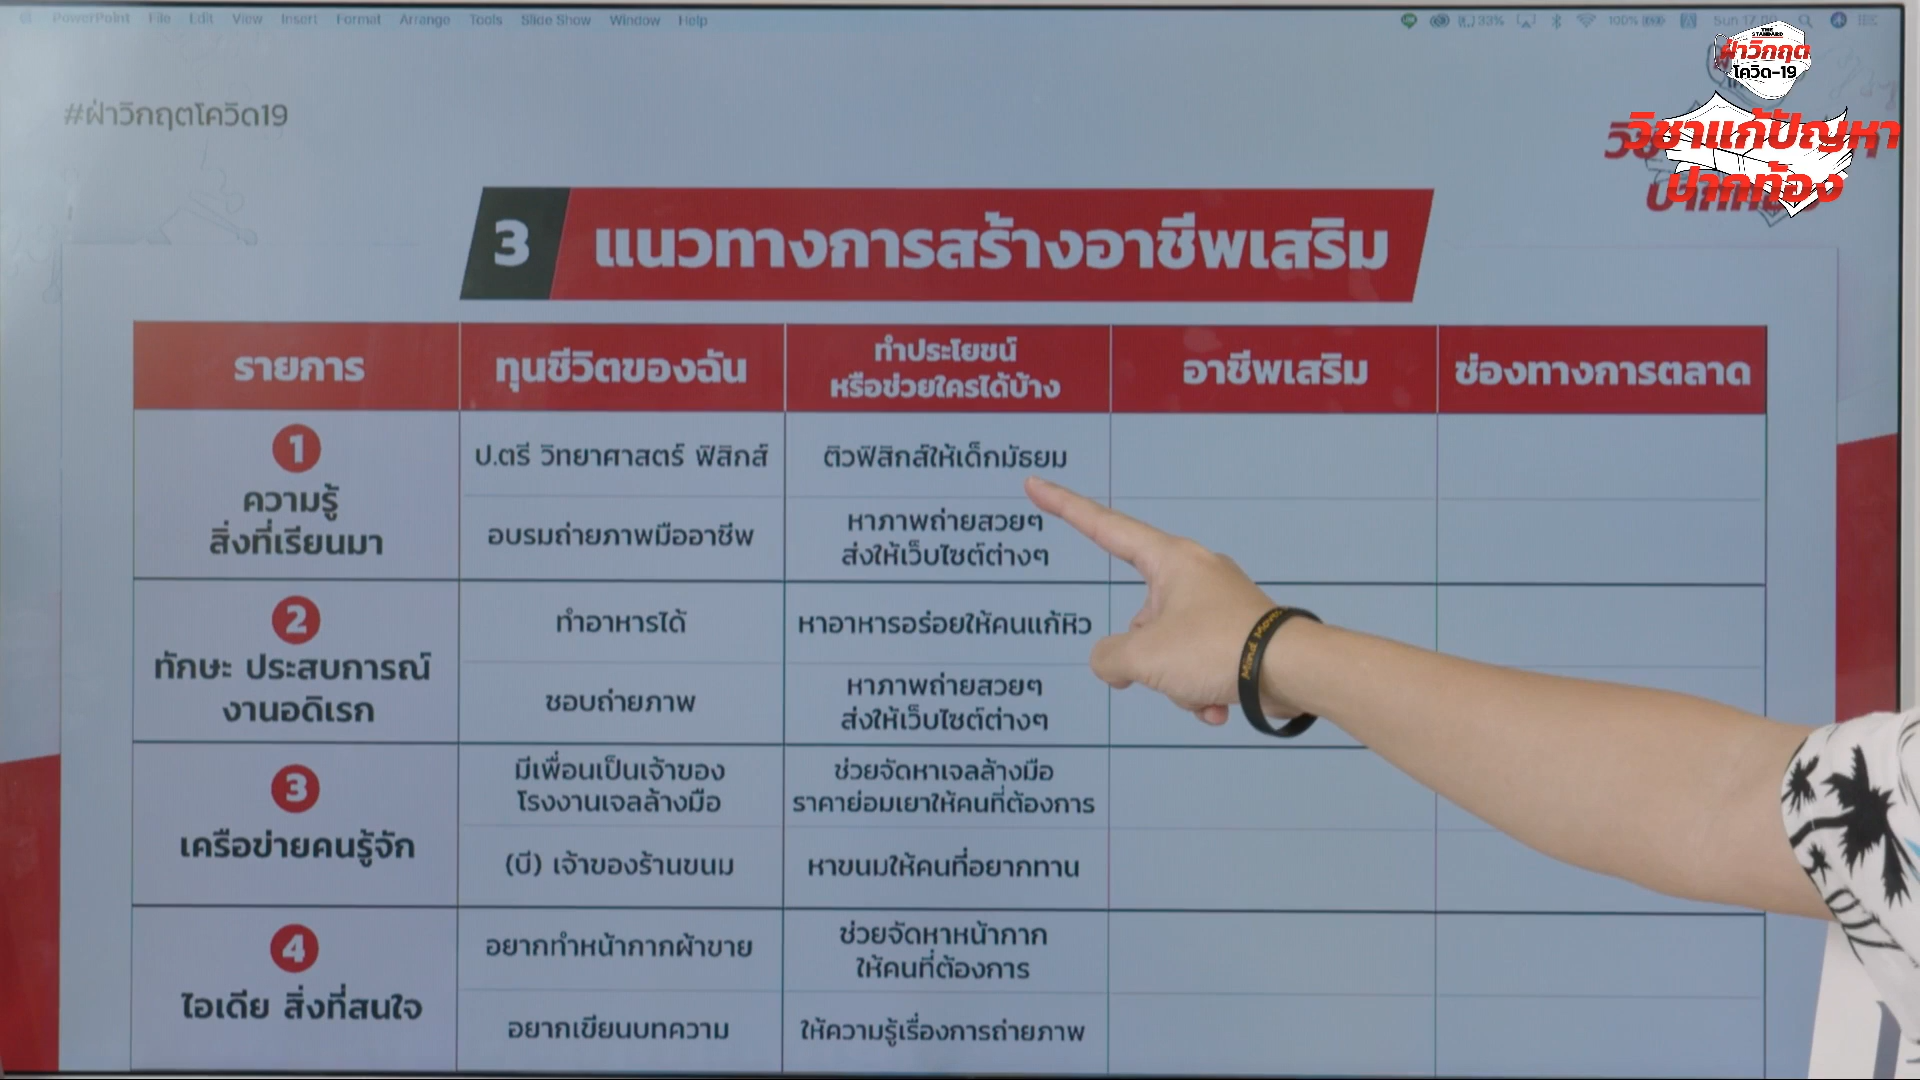 PowerPoint File Edit View Insert Format Arrange Tools Slide Show Window Help
33% 100% Sun 17
THE STANDARD
ฝ่าวิกฤต
โควิด-19
วิชาแก้ปัญหา
ปากท้อง
#ฝ่าวิกฤตโควิด19
3 แนวทางการสร้างอาชีพเสริม
รายการ ทุนชีวิตของฉัน ทำประโยชน์ หรือช่วยใครได้บ้าง อาชีพเสริม ช่องทางการตลาด
1
ความรู้
สิ่งที่เรียนมา
ป.ตรี วิทยาศาสตร์ ฟิสิกส์
ติวฟิสิกส์ให้เด็กมัธยม
อบรมถ่ายภาพมืออาชีพ
หาภาพถ่ายสวยๆ
ส่งให้เว็บไซต์ต่างๆ
2
ทักษะ ประสบการณ์
งานอดิเรก
ทำอาหารได้
หาอาหารอร่อยให้คนแก้หิว
ชอบถ่ายภาพ
หาภาพถ่ายสวยๆ
ส่งให้เว็บไซต์ต่างๆ
3
เครือข่ายคนรู้จัก
มีเพื่อนเป็นเจ้าของ
โรงงานเจลล้างมือ
ช่วยจัดหาเจลล้างมือ
ราคาย่อมเยาให้คนที่ต้องการ
(บี) เจ้าของร้านขนม
หาขนมให้คนที่อยากทาน
4
ไอเดีย สิ่งที่สนใจ
อยากทำหน้ากากผ้าขาย
ช่วยจัดหาหน้ากาก
ให้คนที่ต้องการ
อยากเขียนบทความ
ให้ความรู้เรื่องการถ่ายภาพ
Mind Move